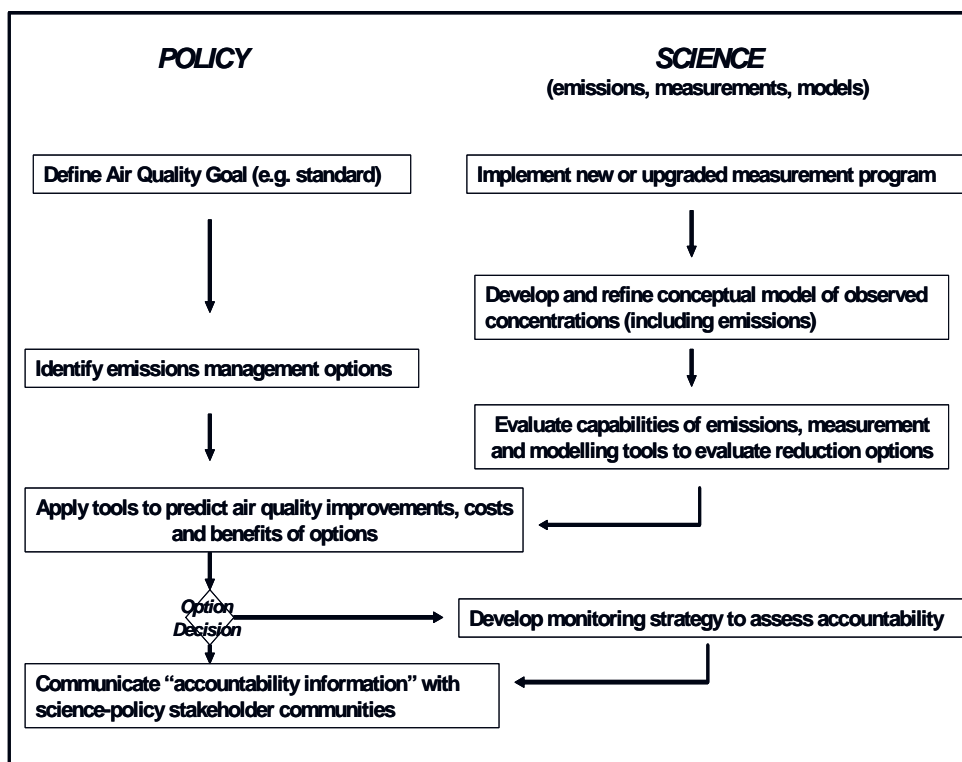 POLICY
SCIENCE
(emissions, measurements, models)
Define Air Quality Goal (e.g. standard)
Implement new or upgraded measurement program
Develop and refine conceptual model of observed
concentrations (including emissions)
Identify emissions management options
Evaluate capabilities of emissions, measurement
and modelling tools to evaluate reduction options
Apply tools to predict air quality improvements, costs
and benefits of options
Option
Decision
Develop monitoring strategy to assess accountability
Communicate “accountability information” with
science-policy stakeholder communities